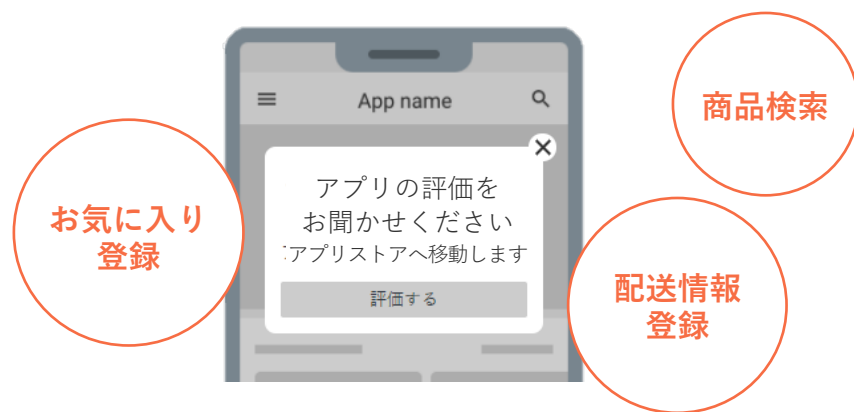 App name
商品検索
アプリの評価を
お聞かせください
アプリストアへ移動します
評価する
お気に入り
登録
配送情報
登録